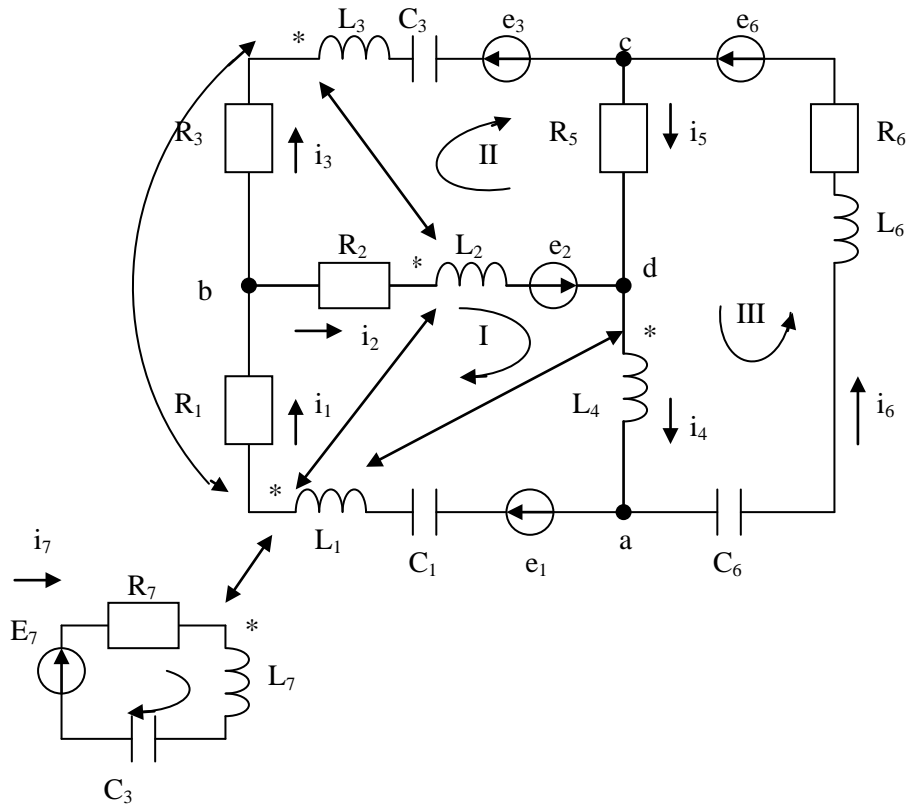 L3 C3 e3 c e6
*
R3 i3 II R5 i5 R6
L6
R2 * L2 e2 d
b
i2 I * III
R1 i1 L4 i4 i6
*
L1 C1 e1 a C6
i7
R7
E7 *
L7
C3